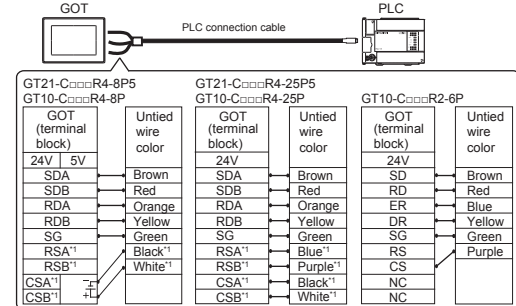 GOT
PLC
PLC connection cable
GT21-C□□□R4-8P5
GT10-C□□□R4-8P
GOT
(terminal
block)
Untied
wire
color
24V 5V
SDA Brown
SDB Red
RDA Orange
RDB Yellow
SG Green
RSA*1 Black*1
RSB*1 White*1
CSA*1
CSB*1
GT21-C□□□R4-25P5
GT10-C□□□R4-25P
GOT
(terminal
block)
Untied
wire
color
24V
SDA Brown
SDB Red
RDA Orange
RDB Yellow
SG Green
RSA*1 Blue*1
RSB*1 Purple*1
CSA*1 Black*1
CSB*1 White*1
GT10-C□□□R2-6P
GOT
(terminal
block)
Untied
wire
color
24V
SD Brown
RD Red
ER Blue
DR Yellow
SG Green
RS Purple
CS
NC
NC